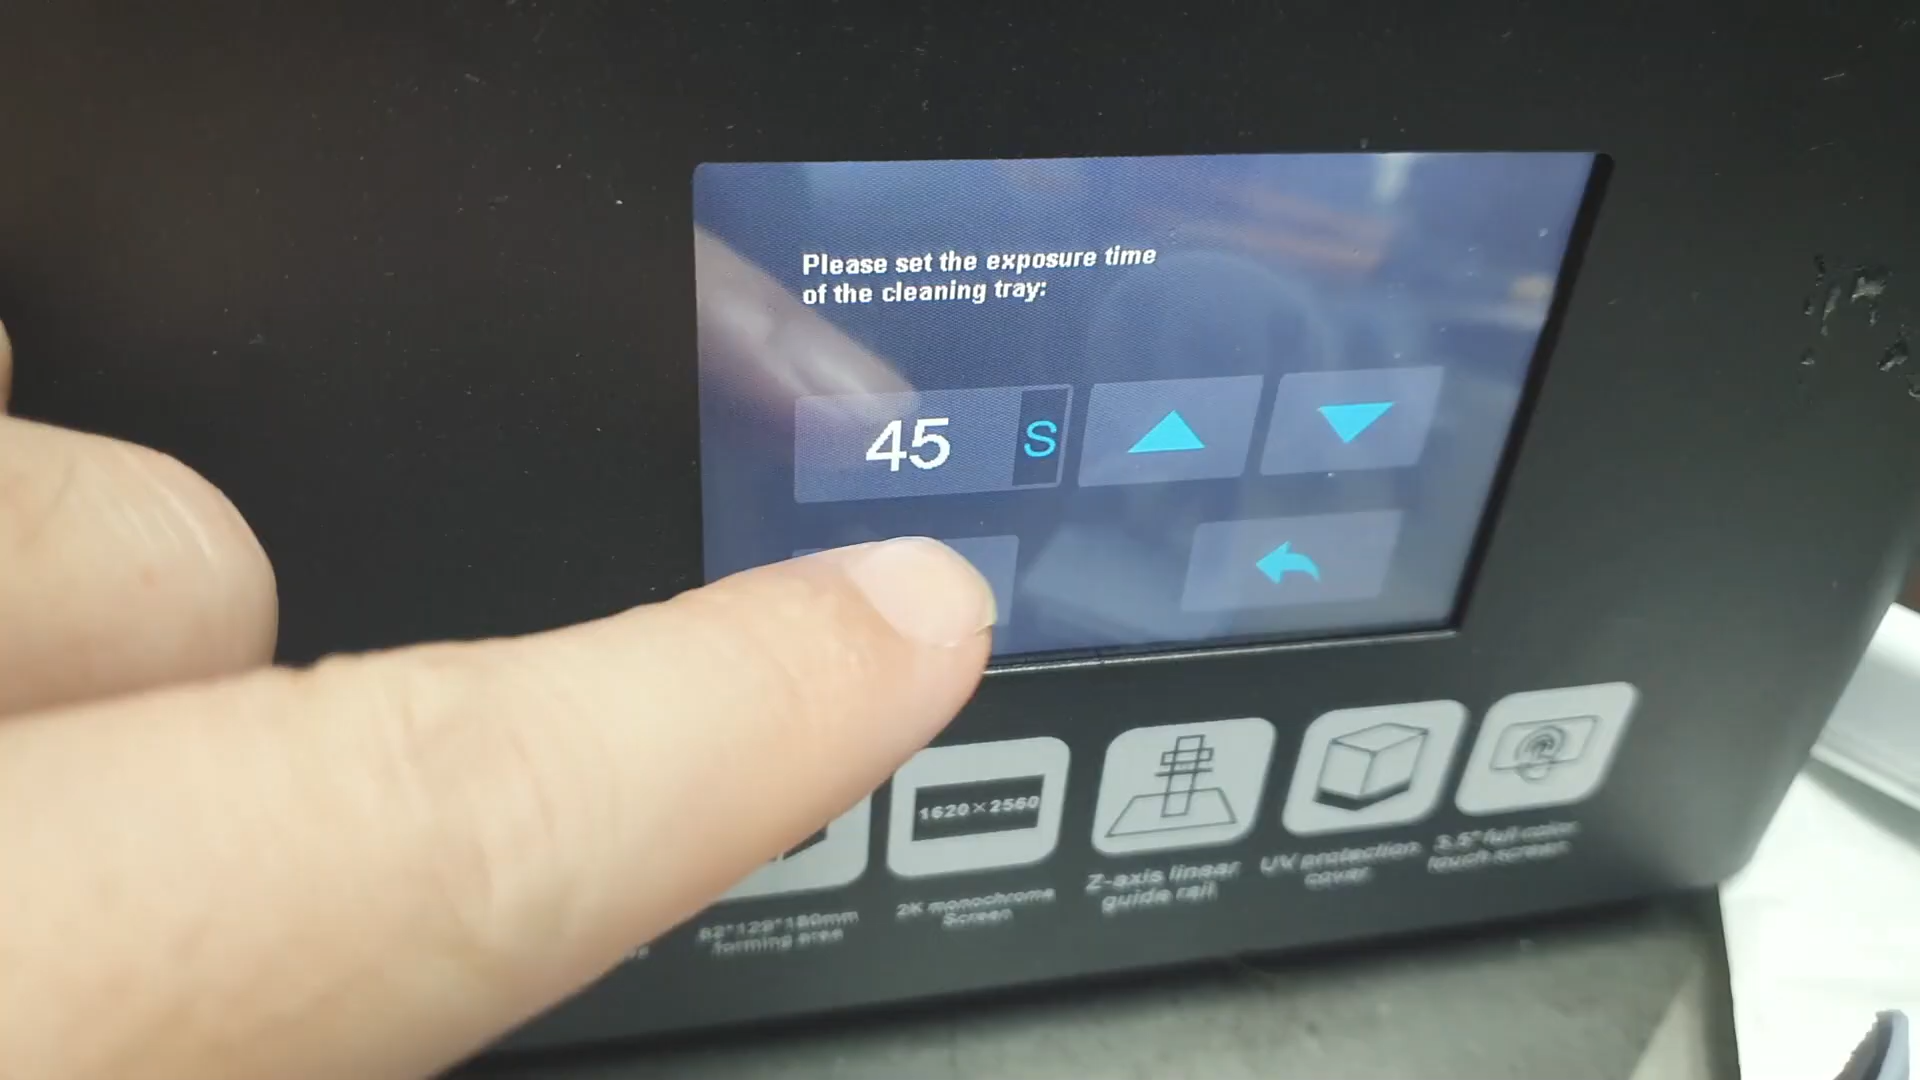 Please set the exposure time
of the cleaning tray:
45 S
1620×2560
82*129*180mm
forming area
2K monochrome
Screen
Z-axis linear
guide rail
UV protection
cover
3.5" full color
touch screen